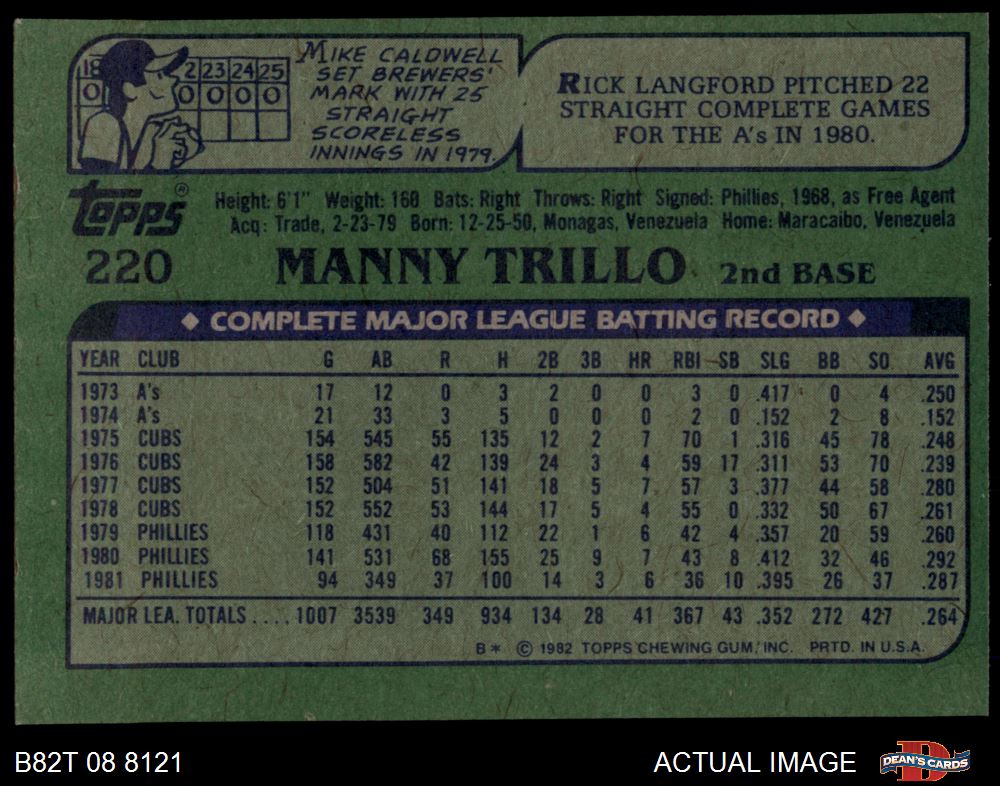 18 2 23 24 25
0 0 0 0 0
MIKE CALDWELL
SET BREWERS'
MARK WITH 25
STRAIGHT
SCORELESS
INNINGS IN 1979.
RICK LANGFORD PITCHED 22
STRAIGHT COMPLETE GAMES
FOR THE A's IN 1980.
TOPPS®
Height: 6'1" Weight: 160 Bats: Right Throws: Right Signed: Phillies, 1968, as Free Agent
Acq: Trade, 2-23-79 Born: 12-25-50, Monagas, Venezuela Home: Maracaibo, Venezuela
220 MANNY TRILLO 2nd BASE
◆ COMPLETE MAJOR LEAGUE BATTING RECORD ◆
YEAR CLUB G AB R H 2B 3B HR RBI SB SLG BB SO AVG
1973 A's 17 12 0 3 2 0 0 3 0 .417 0 4 .250
1974 A's 21 33 3 5 0 0 0 2 0 .152 2 8 .152
1975 CUBS 154 545 55 135 12 2 7 70 1 .316 45 78 .248
1976 CUBS 158 582 42 139 24 3 4 59 17 .311 53 70 .239
1977 CUBS 152 504 51 141 18 5 7 57 3 .377 44 58 .280
1978 CUBS 152 552 53 144 17 5 4 55 0 .332 50 67 .261
1979 PHILLIES 118 431 40 112 22 1 6 42 4 .357 20 59 .260
1980 PHILLIES 141 531 68 155 25 9 7 43 8 .412 32 46 .292
1981 PHILLIES 94 349 37 100 14 3 6 36 10 .395 26 37 .287
MAJOR LEA. TOTALS .... 1007 3539 349 934 134 28 41 367 43 .352 272 427 .264
B* © 1982 TOPPS CHEWING GUM, INC. PRTD. IN U.S.A.
B82T 08 8121 ACTUAL IMAGE D DEAN'S CARDS